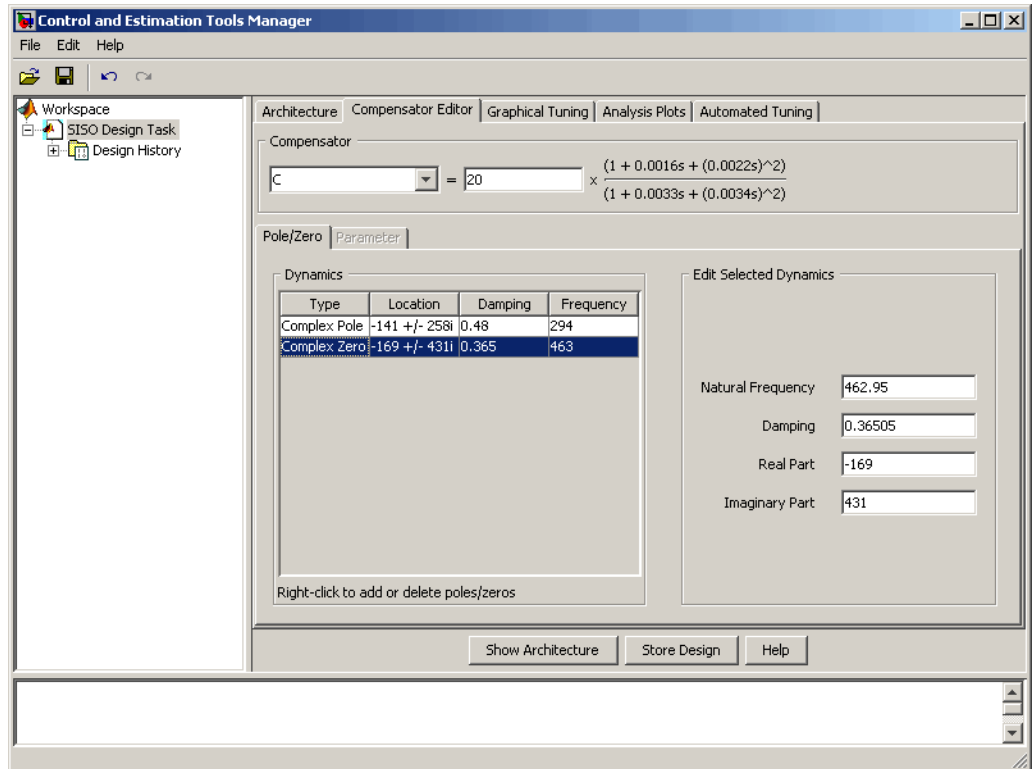 Control and Estimation Tools Manager
File Edit Help
Workspace
SISO Design Task
Design History
Architecture Compensator Editor Graphical Tuning Analysis Plots Automated Tuning
Compensator
C = 20 x (1 + 0.0016s + (0.0022s)^2)
(1 + 0.0033s + (0.0034s)^2)
Pole/Zero Parameter
Dynamics
Type Location Damping Frequency
Complex Pole -141 +/- 258i 0.48 294
Complex Zero -169 +/- 431i 0.365 463
Right-click to add or delete poles/zeros
Edit Selected Dynamics
Natural Frequency 462.95
Damping 0.36505
Real Part -169
Imaginary Part 431
Show Architecture Store Design Help